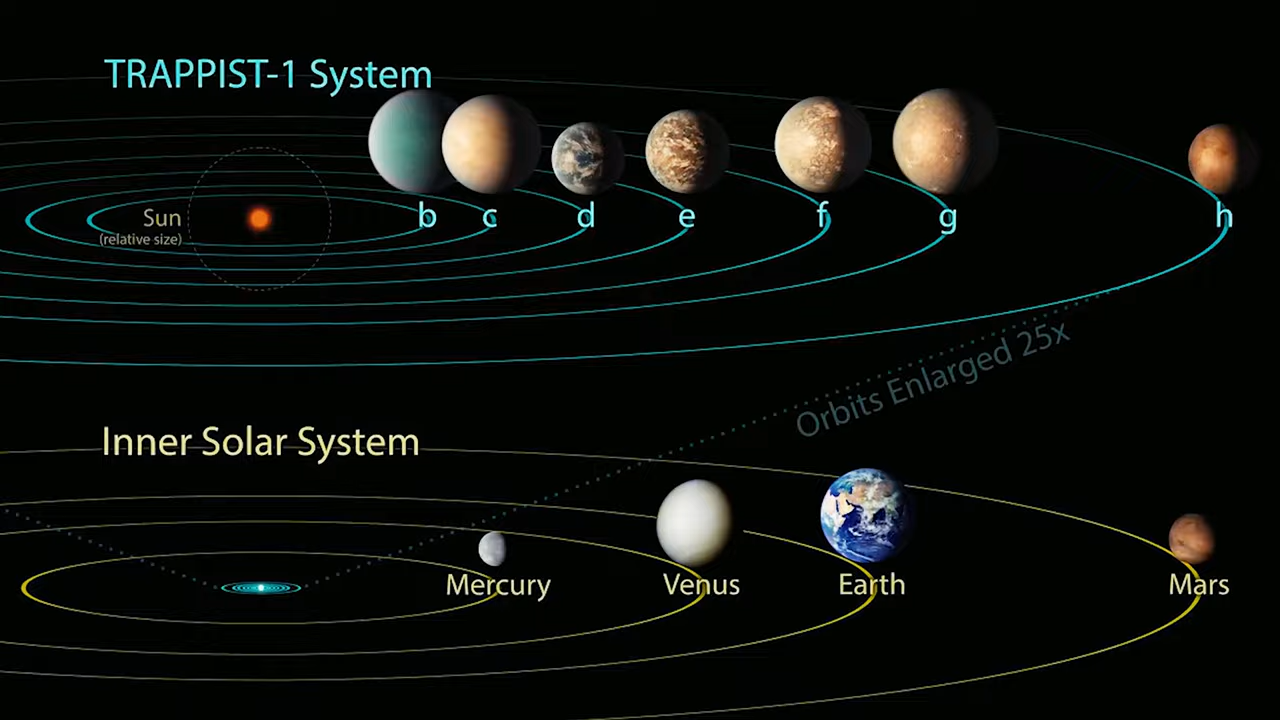 TRAPPIST-1 System
Sun
(relative size)
b c d e f g h
Orbits Enlarged 25x
Inner Solar System
Mercury Venus Earth Mars